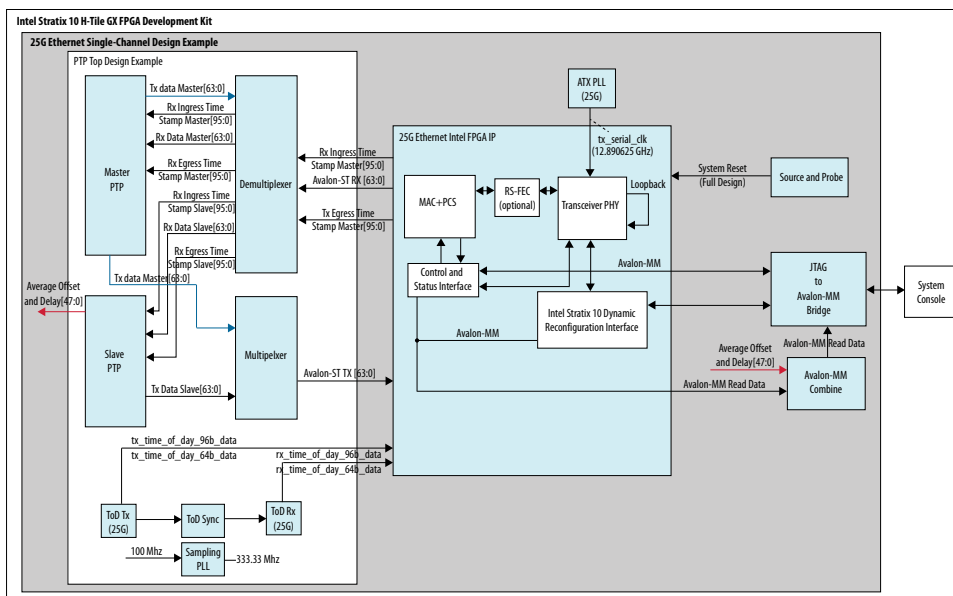 Intel Stratix 10 H-Tile GX FPGA Development Kit
25G Ethernet Single-Channel Design Example
PTP Top Design Example
Master
PTP
Tx data Master[63:0]
Rx Ingress Time
Stamp Master[95:0]
Rx Data Master[63:0]
Rx Egress Time
Stamp Master[95:0]
Rx Ingress Time
Stamp Slave[95:0]
Rx Data Slave[63:0]
Rx Egress Time
Stamp Slave[95:0]
Demultiplexer
Tx data Master[63:0]
Average Offset
and Delay[47:0]
Slave
PTP
Multipelxer
Tx Data Slave[63:0]
Rx Ingress Time
Stamp Master[95:0]
Avalon-ST RX [63:0]
Tx Egress Time
Stamp Master[95:0]
Avalon-ST TX [63:0]
tx_time_of_day_96b_data
tx_time_of_day_64b_data
rx_time_of_day_96b_data
rx_time_of_day_64b_data
ToD Tx
(25G)
ToD Sync
ToD Rx
(25G)
100 Mhz
Sampling
PLL
333.33 Mhz
ATX PLL
(25G)
25G Ethernet Intel FPGA IP
tx_serial_clk
(12.890625 GHz)
MAC+PCS
RS-FEC
(optional)
Transceiver PHY
Loopback
Control and
Status Interface
Avalon-MM
Intel Stratix 10 Dynamic
Reconfiguration Interface
Avalon-MM
System Reset
(Full Design)
Source and Probe
JTAG
to
Avalon-MM
Bridge
System
Console
Avalon-MM Read Data
Average Offset
and Delay[47:0]
Avalon-MM Read Data
Avalon-MM
Combine